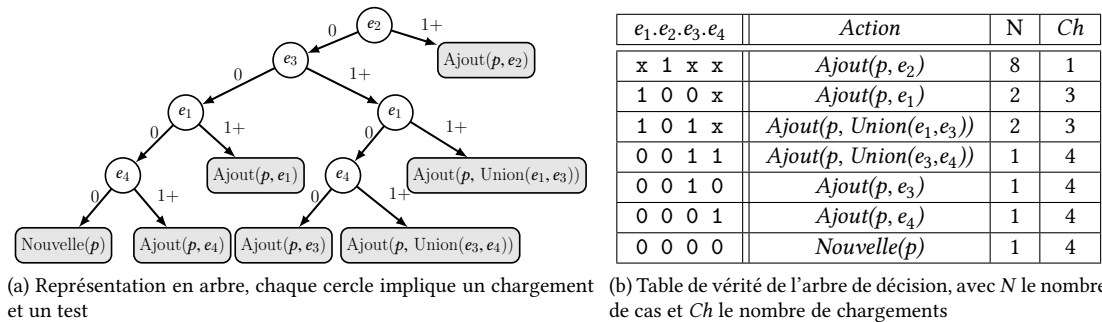 e₂
0
1+
e₃
Ajout(p, e₂)
0
1+
e₁
e₁
0
1+
0
1+
e₄
Ajout(p, e₁)
e₄
Ajout(p, Union(e₁, e₃))
0
1+
0
1+
Nouvelle(p)
Ajout(p, e₄)
Ajout(p, e₃)
Ajout(p, Union(e₃, e₄))
(a) Représentation en arbre, chaque cercle implique un chargement
et un test
e₁.e₂.e₃.e₄ Action N Ch
x 1 x x Ajout(p, e₂) 8 1
1 0 0 x Ajout(p, e₁) 2 3
1 0 1 x Ajout(p, Union(e₁,e₃)) 2 3
0 0 1 1 Ajout(p, Union(e₃,e₄)) 1 4
0 0 1 0 Ajout(p, e₃) 1 4
0 0 0 1 Ajout(p, e₄) 1 4
0 0 0 0 Nouvelle(p) 1 4
(b) Table de vérité de l'arbre de décision, avec N le nombre
de cas et Ch le nombre de chargements